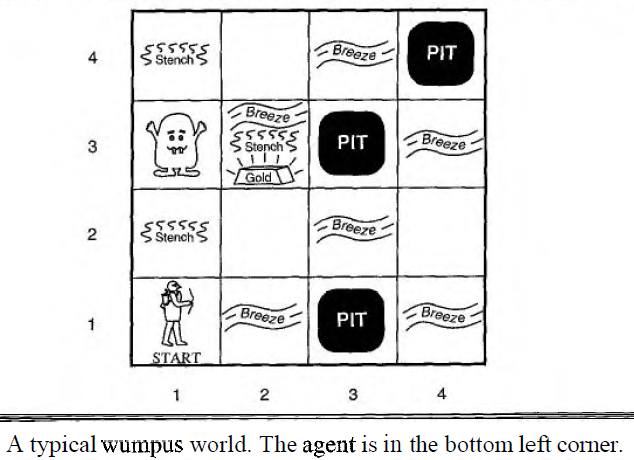 4 Stench Breeze PIT
Breeze
3 Stench PIT Breeze
Gold
2 Stench Breeze
1 Breeze PIT Breeze
START
1 2 3 4
A typical wumpus world. The agent is in the bottom left corner.